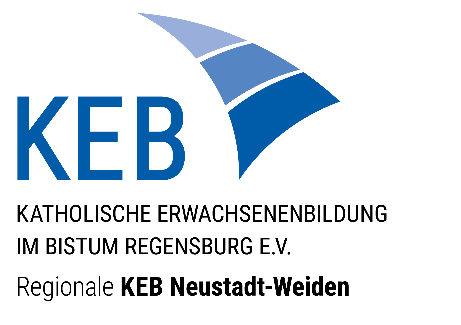 KEB
KATHOLISCHE ERWACHSENENBILDUNG
IM BISTUM REGENSBURG E.V.
Regionale KEB Neustadt-Weiden